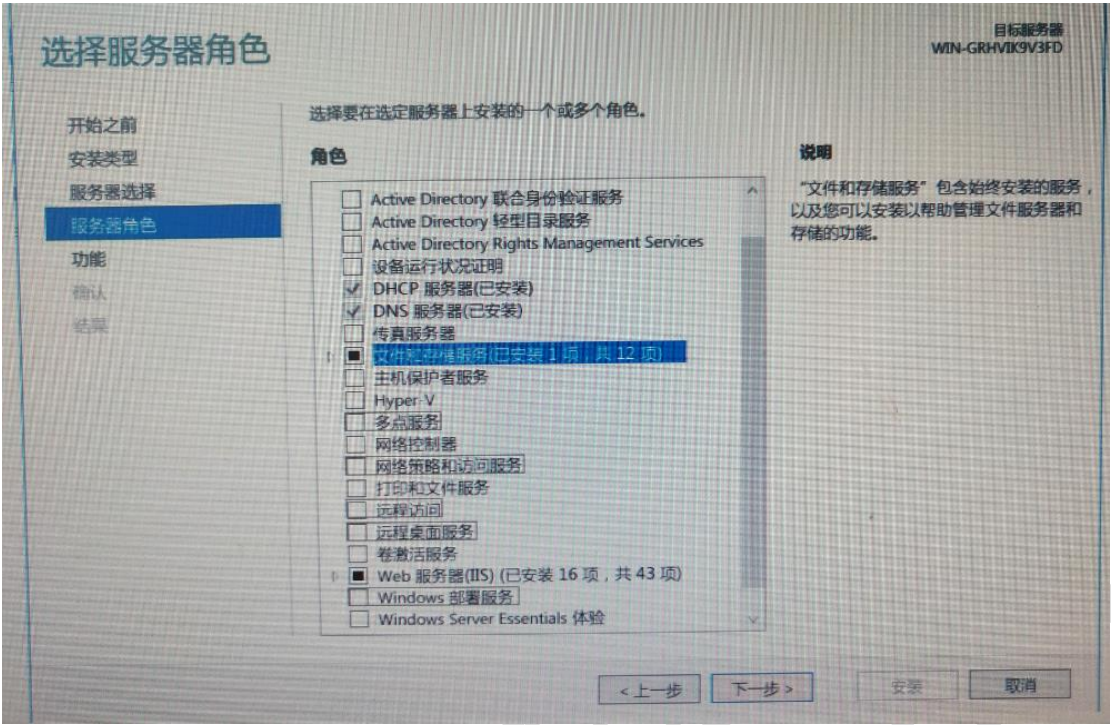 选择服务器角色
目标服务器
WIN-GRHVIK9V3FD
开始之前
安装类型
服务器选择
服务器角色
功能
确认
结果
选择要在选定服务器上安装的一个或多个角色。
角色
Active Directory 联合身份验证服务
Active Directory 轻型目录服务
Active Directory Rights Management Services
设备运行状况证明
DHCP 服务器(已安装)
DNS 服务器(已安装)
传真服务器
文件和存储服务(已安装 1 项，共 12 项)
主机保护者服务
Hyper-V
多点服务
网络控制器
网络策略和访问服务
打印和文件服务
远程访问
远程桌面服务
卷激活服务
Web 服务器(IIS) (已安装 16 项，共 43 项)
Windows 部署服务
Windows Server Essentials 体验
说明
“文件和存储服务”包含始终安装的服务，
以及您可以安装以帮助管理文件服务器和
存储的功能。
< 上一步
下一步 >
安装
取消